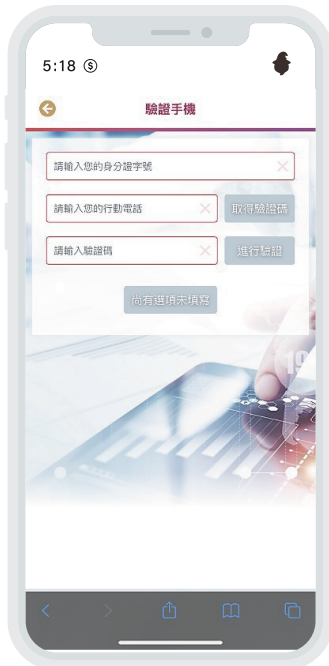 5:18
驗證手機
請輸入您的身分證字號
請輸入您的行動電話
取得驗證碼
請輸入驗證碼
進行驗證
尚有選項未填寫
19